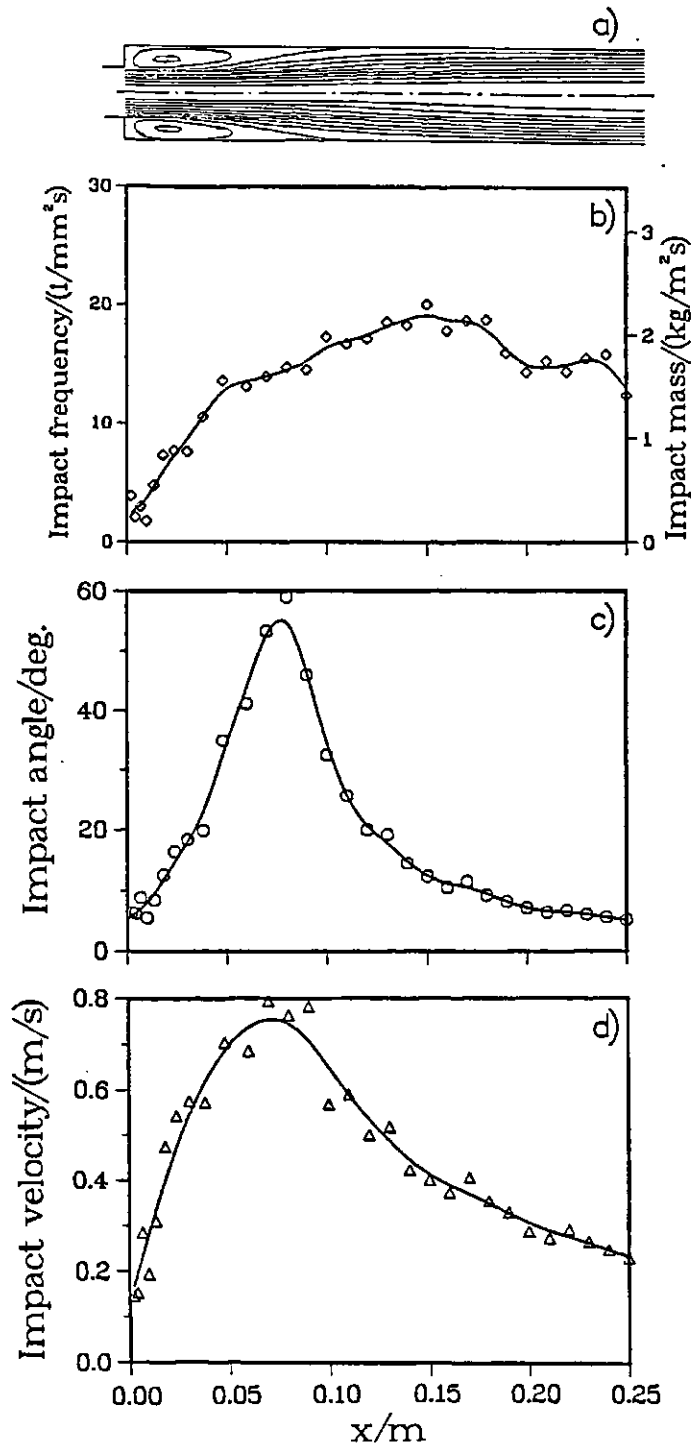 a)
30
20
10
0
Impact frequency/(1/mm²s)
b)
3
2
1
0
Impact mass/(kg/m²s)
60
40
20
0
Impact angle/deg.
c)
0.8
0.6
0.4
0.2
0.0
Impact velocity/(m/s)
d)
0.00 0.05 0.10 0.15 0.20 0.25
x/m